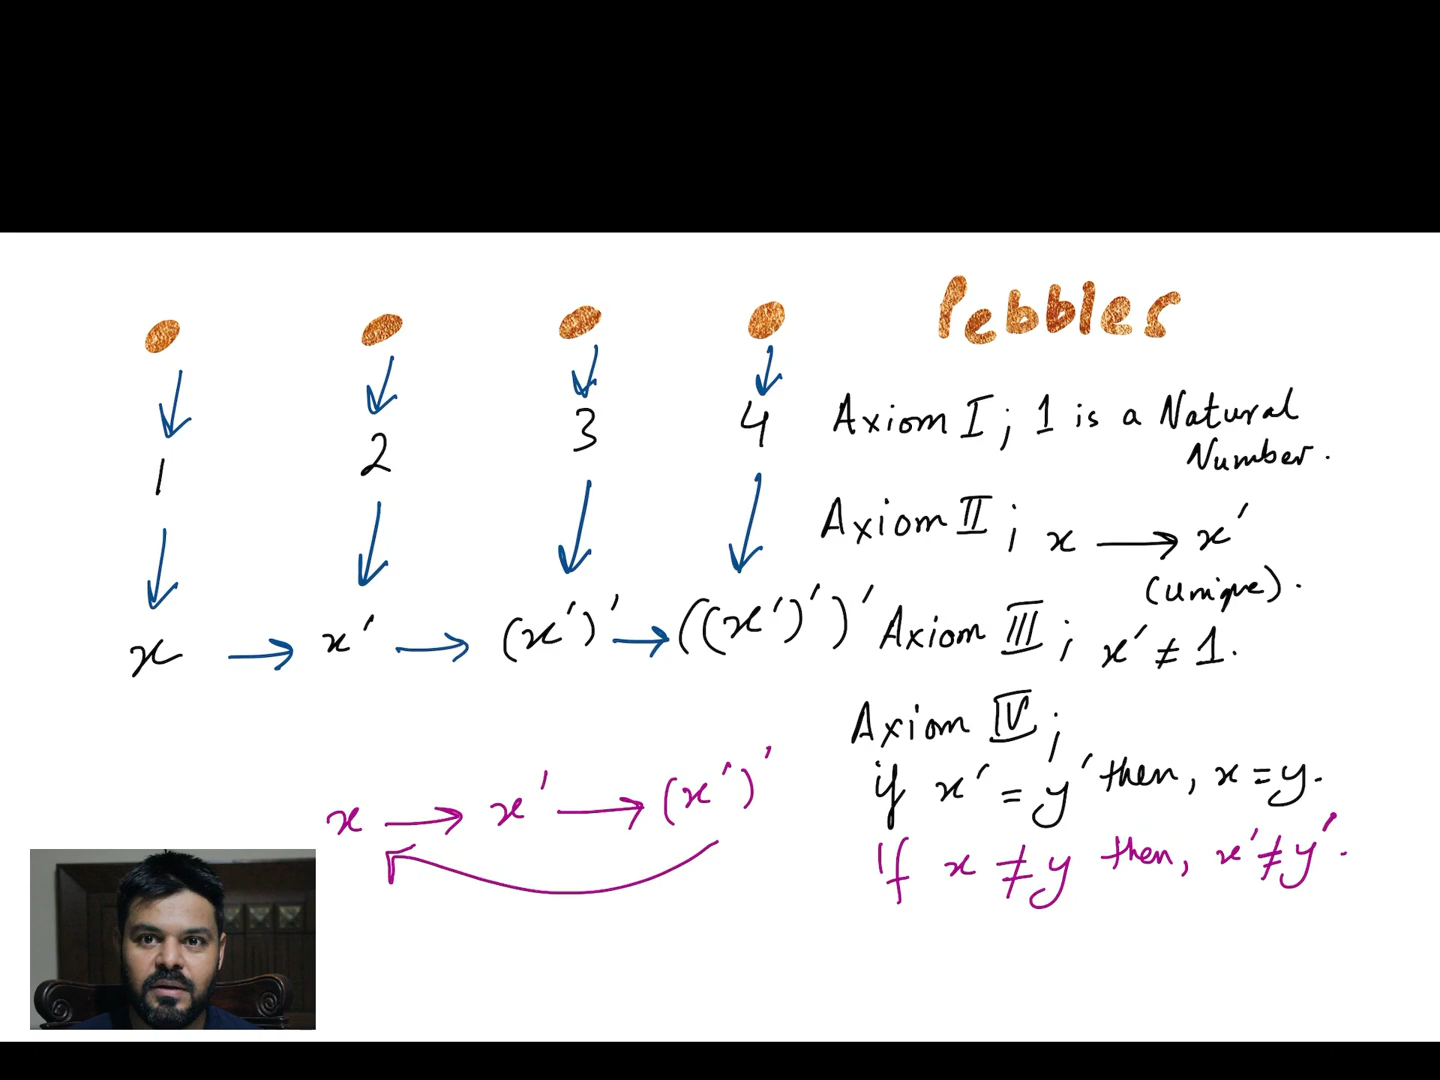 Pebbles
1 2 3 4
x → x′ → (x′)′ → ((x′)′)′
Axiom I ; 1 is a Natural
Number.
Axiom II ; x → x′
(unique).
Axiom III ; x′ ≠ 1.
Axiom IV ;
if x′ = y′ then, x = y.
If x ≠ y then, x′ ≠ y′.
x → x′ → (x′)′